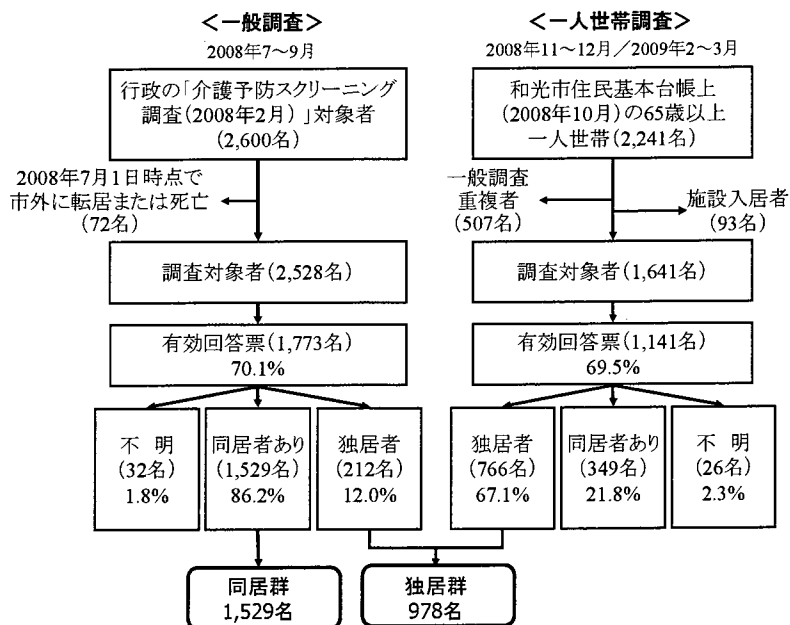 ＜一般調査＞
2008年7～9月
行政の「介護予防スクリーニング
調査(2008年2月)」対象者
(2,600名)
2008年7月1日時点で
市外に転居または死亡
(72名)
調査対象者(2,528名)
有効回答票(1,773名)
70.1%
不 明
(32名)
1.8%
同居者あり
(1,529名)
86.2%
独居者
(212名)
12.0%
＜一人世帯調査＞
2008年11～12月／2009年2～3月
和光市住民基本台帳上
(2008年10月)の65歳以上
一人世帯(2,241名)
一般調査
重複者
(507名)
施設入居者
(93名)
調査対象者(1,641名)
有効回答票(1,141名)
69.5%
独居者
(766名)
67.1%
同居者あり
(349名)
21.8%
不 明
(26名)
2.3%
同居群
1,529名
独居群
978名